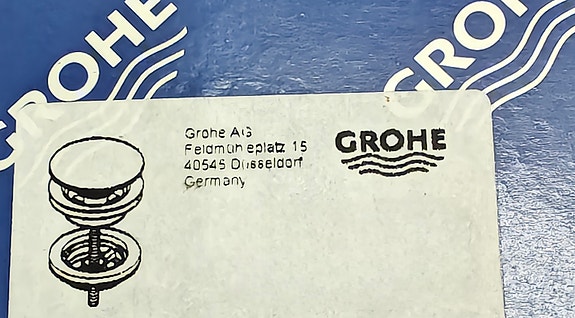 GROHE
GROHE
Grohe AG
Feldmühleplatz 15
40545 Düsseldorf
Germany
GROHE